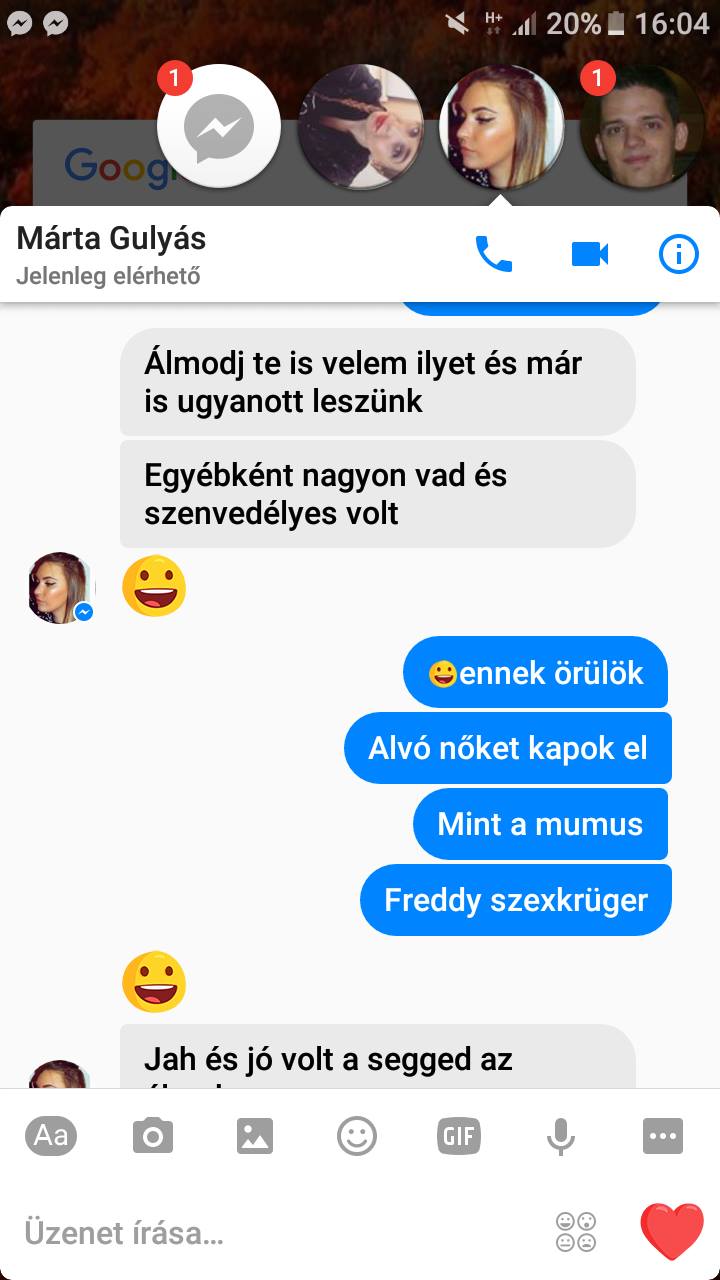 H+ 20% 16:04
1
1
Google
Márta Gulyás
Jelenleg elérhető
Álmodj te is velem ilyet és már
is ugyanott leszünk
Egyébként nagyon vad és
szenvedélyes volt
ennek örülök
Alvó nőket kapok el
Mint a mumus
Freddy szexkrüger
Jah és jó volt a segged az
Aa
GIF
Üzenet írása...